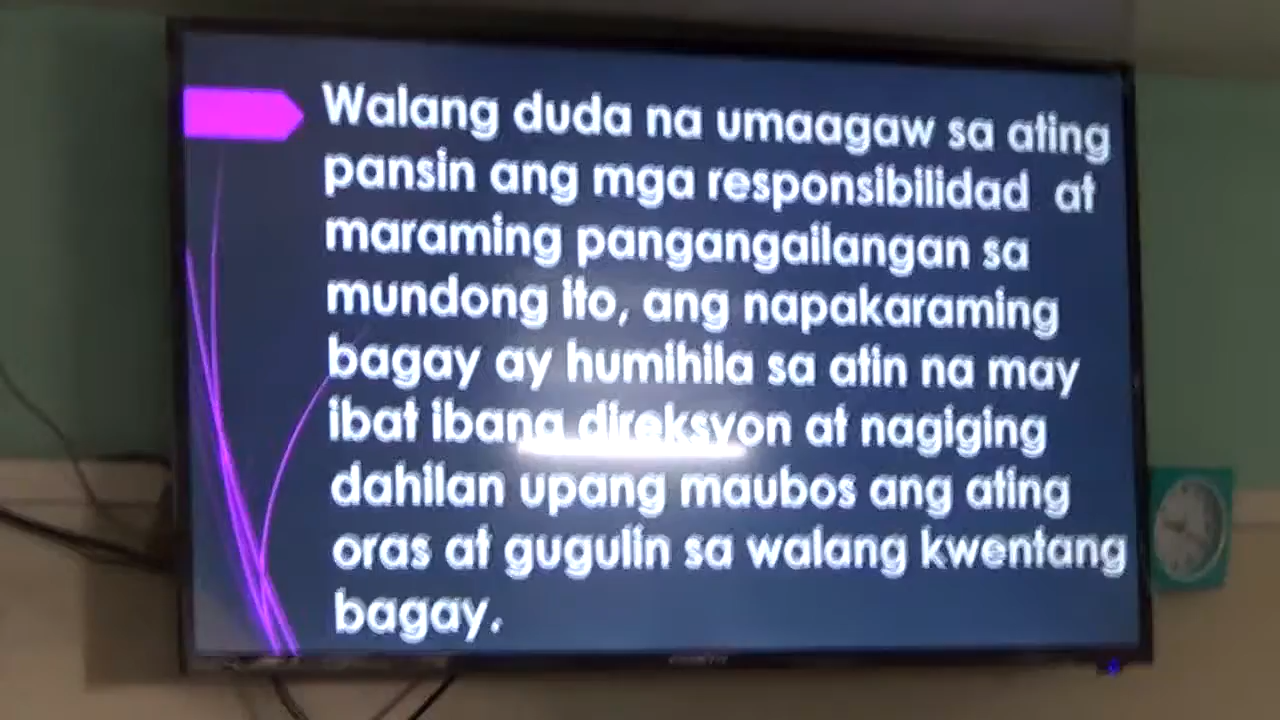 Walang duda na umaagaw sa ating
pansin ang mga responsibilidad at
maraming pangangailangan sa
mundong ito, ang napakaraming
bagay ay humihila sa atin na may
ibat ibang direksyon at nagiging
dahilan upang maubos ang ating
oras at gugulin sa walang kwentang
bagay.